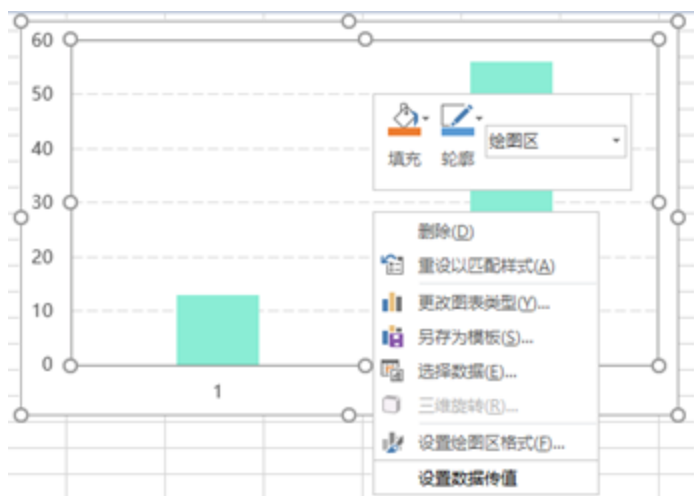 60
50
40
30
20
10
0
1
填充 轮廓
绘图区
删除(D)
重设以匹配样式(A)
更改图表类型(Y)...
另存为模板(S)...
选择数据(E)...
三维旋转(R)...
设置绘图区格式(F)...
设置数据传值